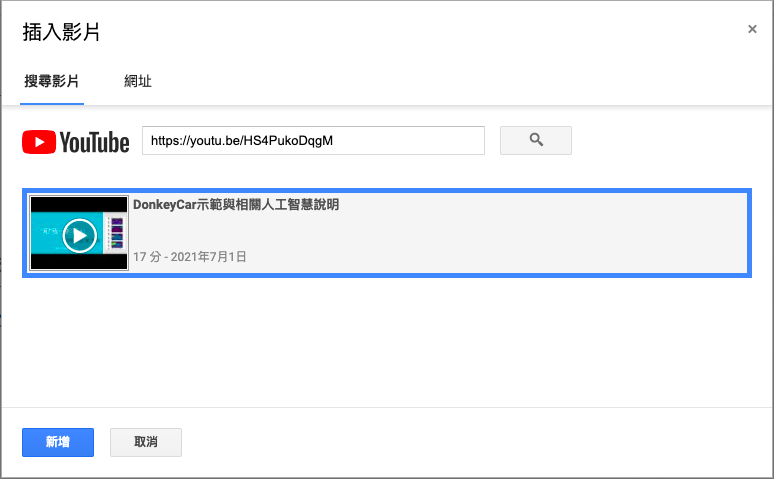 插入影片
×
搜尋影片 網址
YouTube https://youtu.be/HS4PukoDqgM
DonkeyCar示範與相關人工智慧說明
17 分 - 2021年7月1日
新增 取消